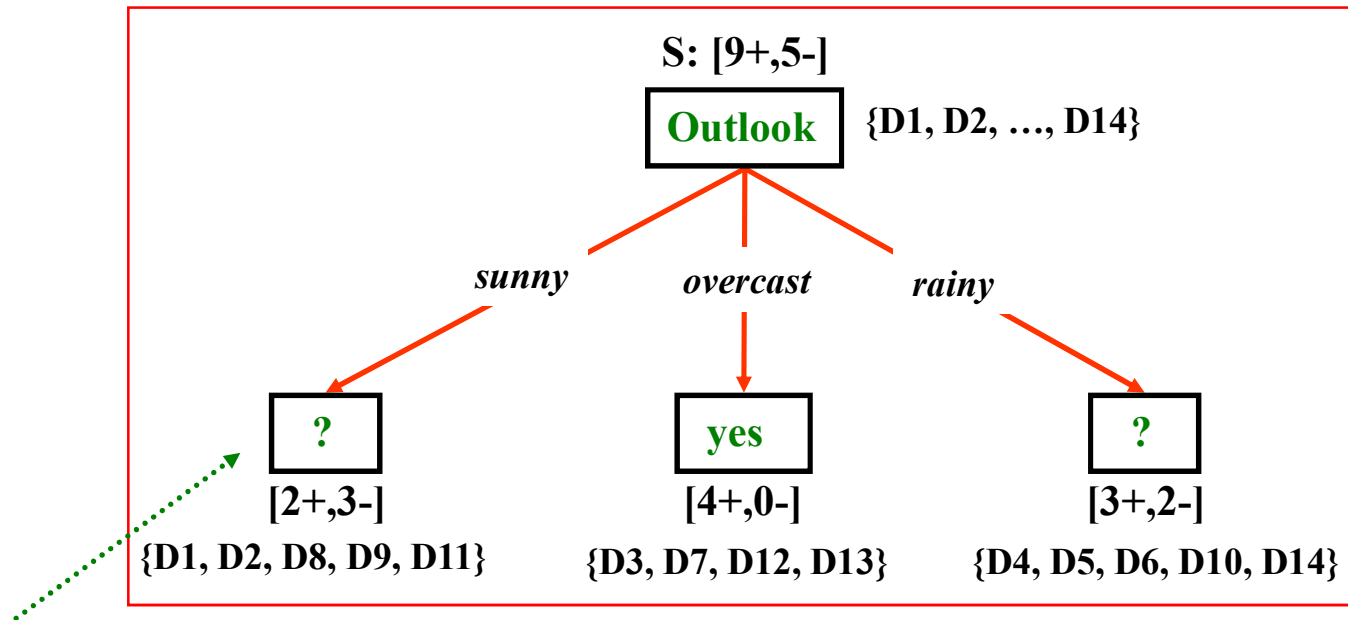 S: [9+,5-]
Outlook
{D1, D2, …, D14}
sunny
overcast
rainy
?
yes
?
[2+,3-]
[4+,0-]
[3+,2-]
{D1, D2, D8, D9, D11}
{D3, D7, D12, D13}
{D4, D5, D6, D10, D14}